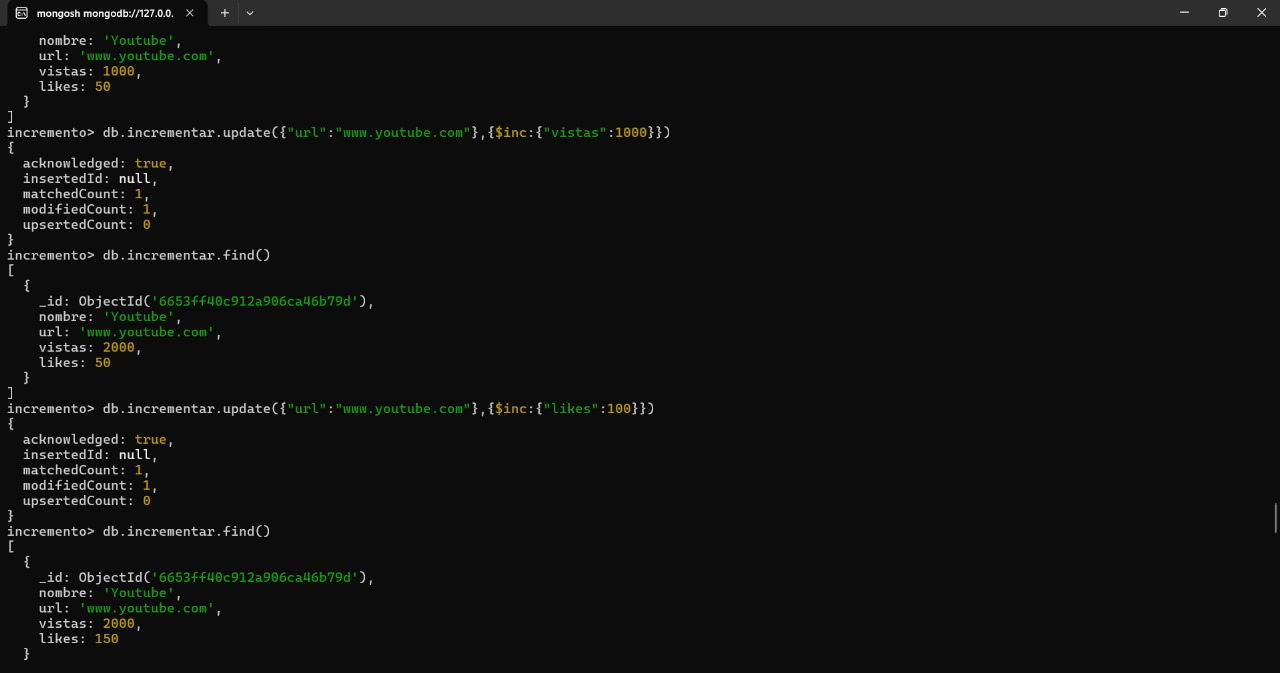 mongosh mongodb://127.0.0.
nombre: 'Youtube',
url: 'www.youtube.com',
vistas: 1000,
likes: 50
}
]
incremento> db.incrementar.update({"url":"www.youtube.com"},{$inc:{"vistas":1000}})
{
acknowledged: true,
insertedId: null,
matchedCount: 1,
modifiedCount: 1,
upsertedCount: 0
}
incremento> db.incrementar.find()
[
{
_id: ObjectId('6653ff40c912a906ca46b79d'),
nombre: 'Youtube',
url: 'www.youtube.com',
vistas: 2000,
likes: 50
}
]
incremento> db.incrementar.update({"url":"www.youtube.com"},{$inc:{"likes":100}})
{
acknowledged: true,
insertedId: null,
matchedCount: 1,
modifiedCount: 1,
upsertedCount: 0
}
incremento> db.incrementar.find()
[
{
_id: ObjectId('6653ff40c912a906ca46b79d'),
nombre: 'Youtube',
url: 'www.youtube.com',
vistas: 2000,
likes: 150
}